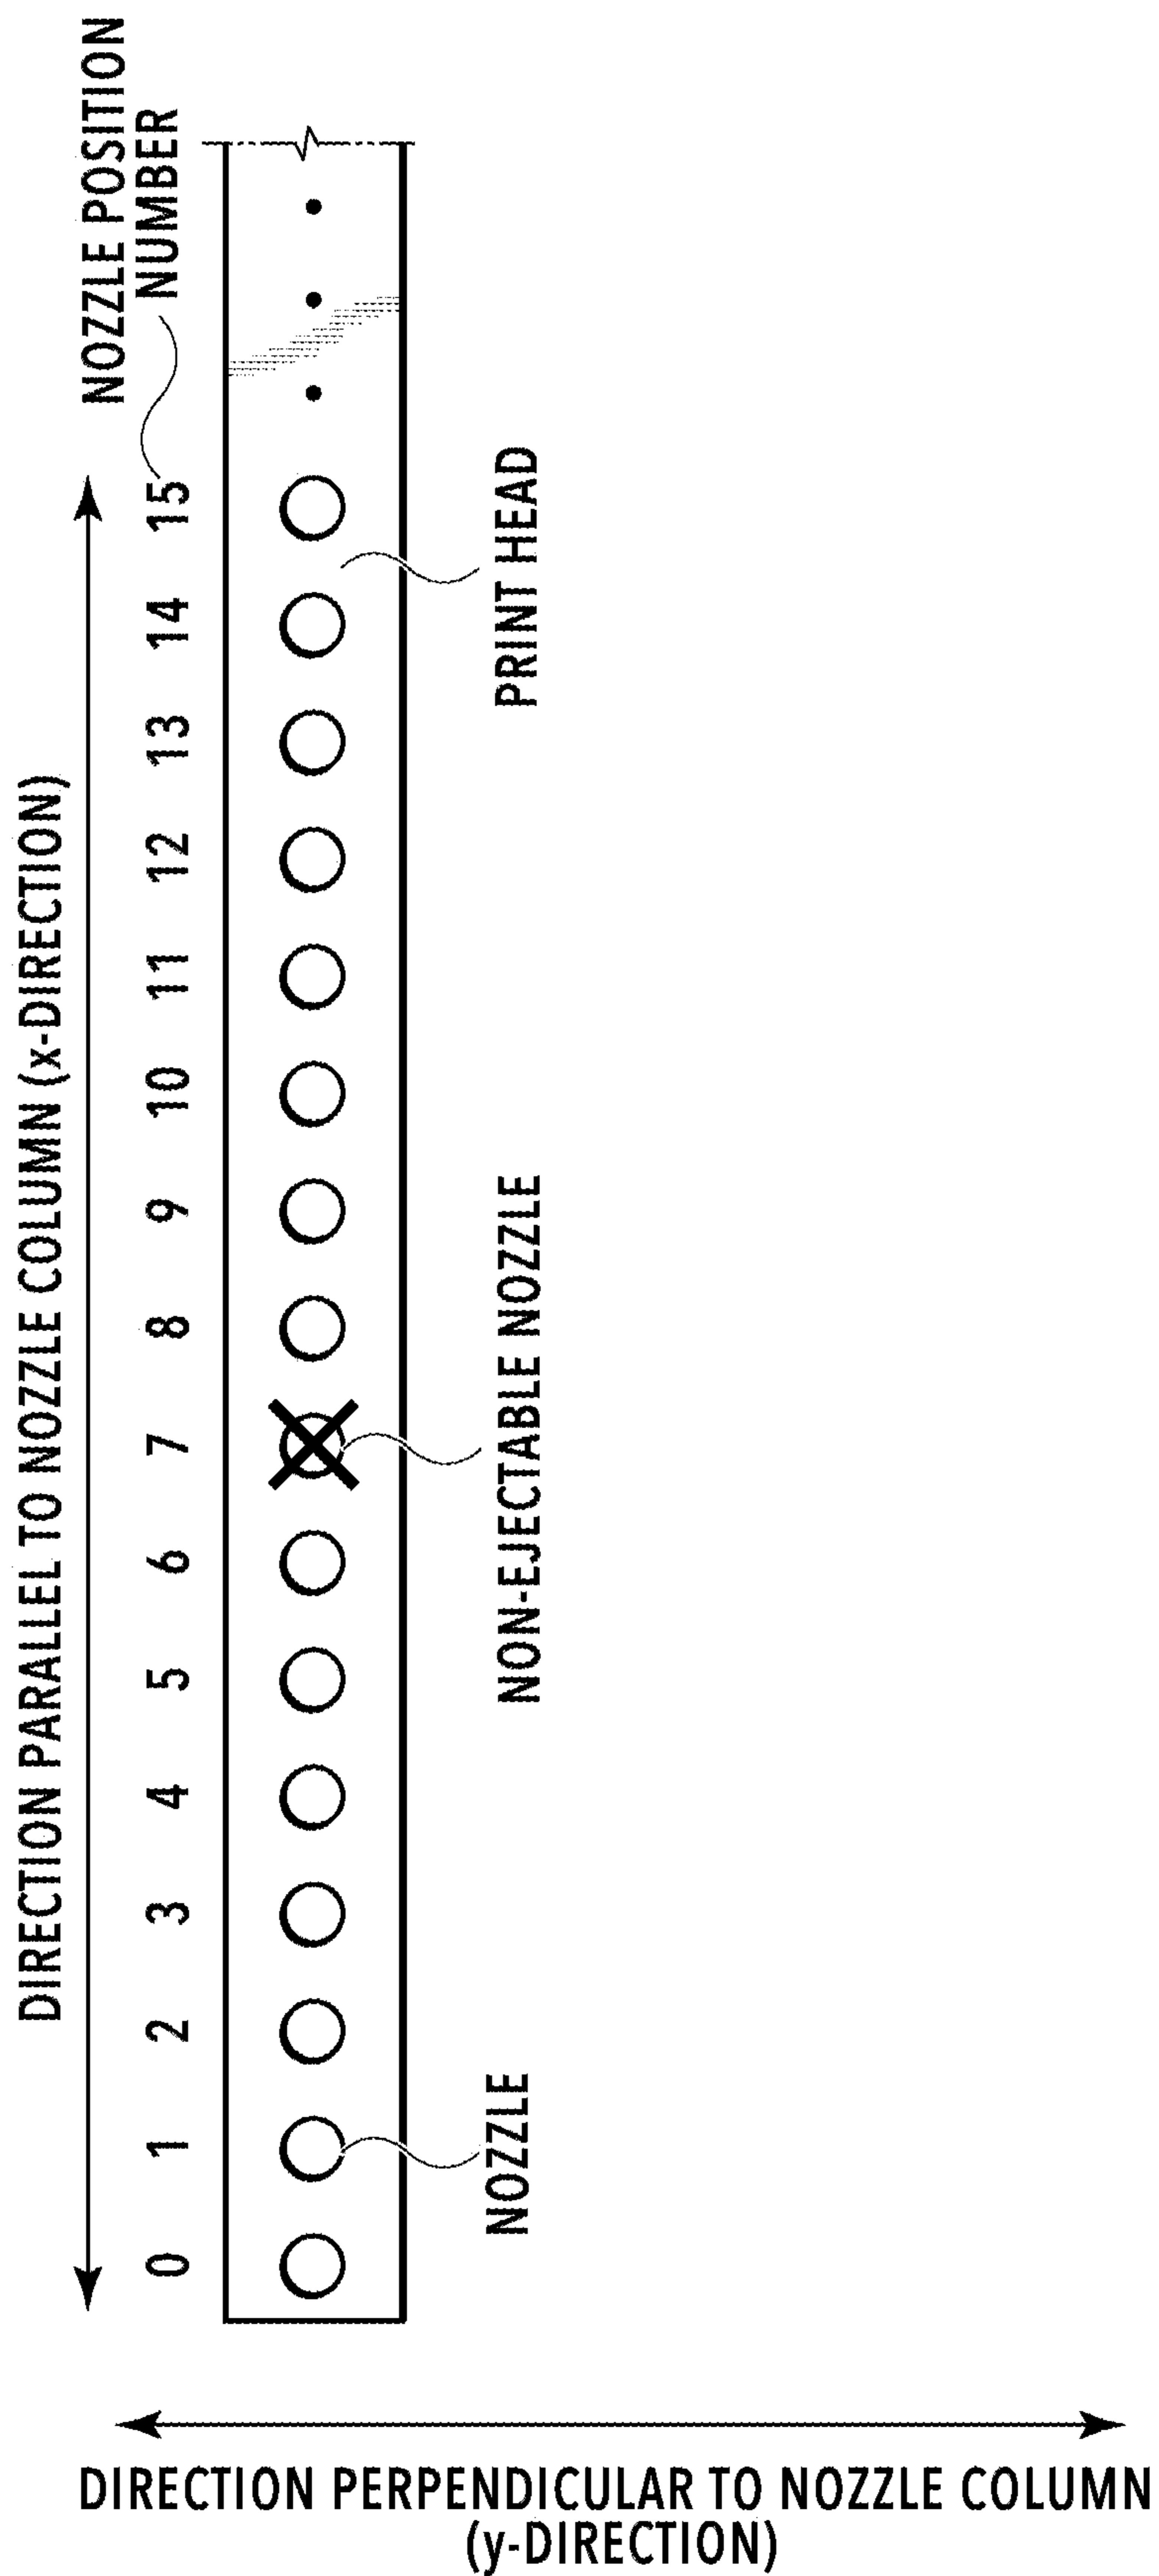 DIRECTION PARALLEL TO NOZZLE COLUMN (x-DIRECTION)
NOZZLE POSITION
NUMBER
0 1 2 3 4 5 6 7 8 9 10 11 12 13 14 15
NOZZLE
NON-EJECTABLE NOZZLE
PRINT HEAD
DIRECTION PERPENDICULAR TO NOZZLE COLUMN
(y-DIRECTION)